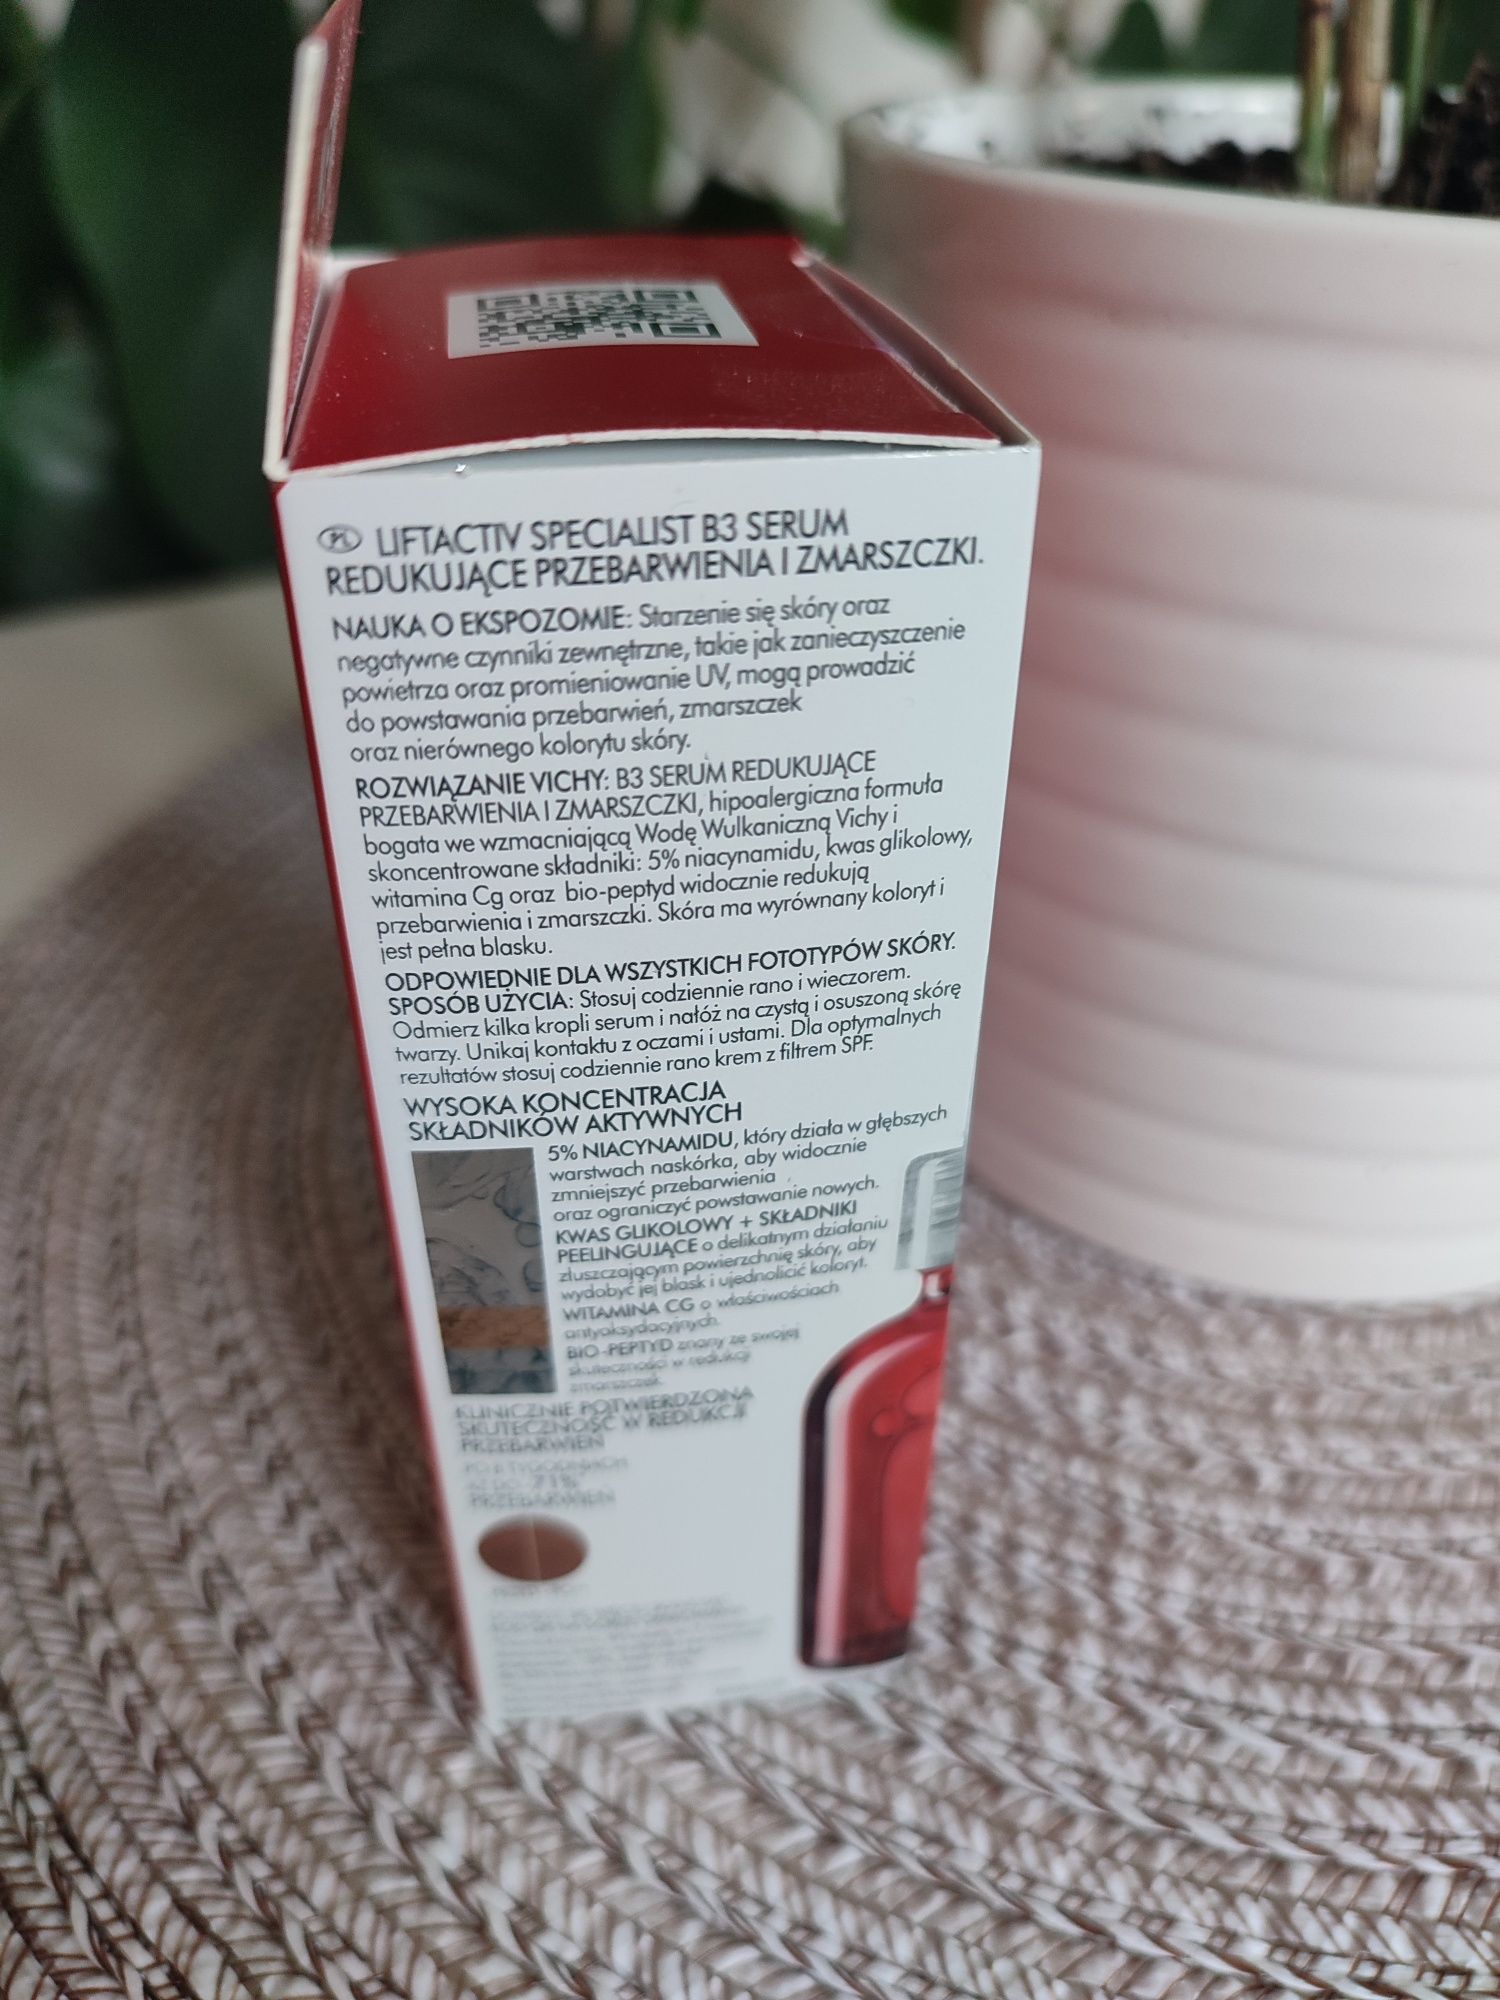 PL LIFTACTIV SPECIALIST B3 SERUM
REDUKUJĄCE PRZEBARWIENIA I ZMARSZCZKI.
NAUKA O EKSPOZOMIE: Starzenie się skóry oraz
negatywne czynniki zewnętrzne, takie jak zanieczyszczenie
powietrza oraz promieniowanie UV, mogą prowadzić
do powstawania przebarwień, zmarszczek
oraz nierównego kolorytu skóry.
ROZWIĄZANIE VICHY: B3 SERUM REDUKUJĄCE
PRZEBARWIENIA I ZMARSZCZKI, hipoalergiczna formuła
bogata we wzmacniającą Wodę Wulkaniczną Vichy i
skoncentrowane składniki: 5% niacynamidu, kwas glikolowy,
witamina Cg oraz bio-peptyd widocznie redukują
przebarwienia i zmarszczki. Skóra ma wyrównany koloryt i
jest pełna blasku.
ODPOWIEDNIE DLA WSZYSTKICH FOTOTYPÓW SKÓRY.
SPOSÓB UŻYCIA: Stosuj codziennie rano i wieczorem.
Odmierz kilka kropli serum i nałóż na czystą i osuszoną skórę
twarzy. Unikaj kontaktu z oczami i ustami. Dla optymalnych
rezultatów stosuj codziennie rano krem z filtrem SPF.
WYSOKA KONCENTRACJA
SKŁADNIKÓW AKTYWNYCH
5% NIACYNAMIDU, który działa w głębszych
warstwach naskórka, aby widocznie
zmniejszyć przebarwienia
oraz ograniczyć powstawanie nowych.
KWAS GLIKOLOWY + SKŁADNIKI
PEELINGUJĄCE o delikatnym działaniu
złuszczającym powierzchnię skóry, aby
wydobyć jej blask i ujednolicić koloryt.
WITAMINA CG o właściwościach
antyoksydacyjnych.
BIO-PEPTYD znany ze swojej
skuteczności w redukcji
zmarszczek.
KLINICZNIE POTWIERDZONA
SKUTECZNOŚĆ W REDUKCJI
PRZEBARWIEŃ
71%
PRZEBARWIEŃ